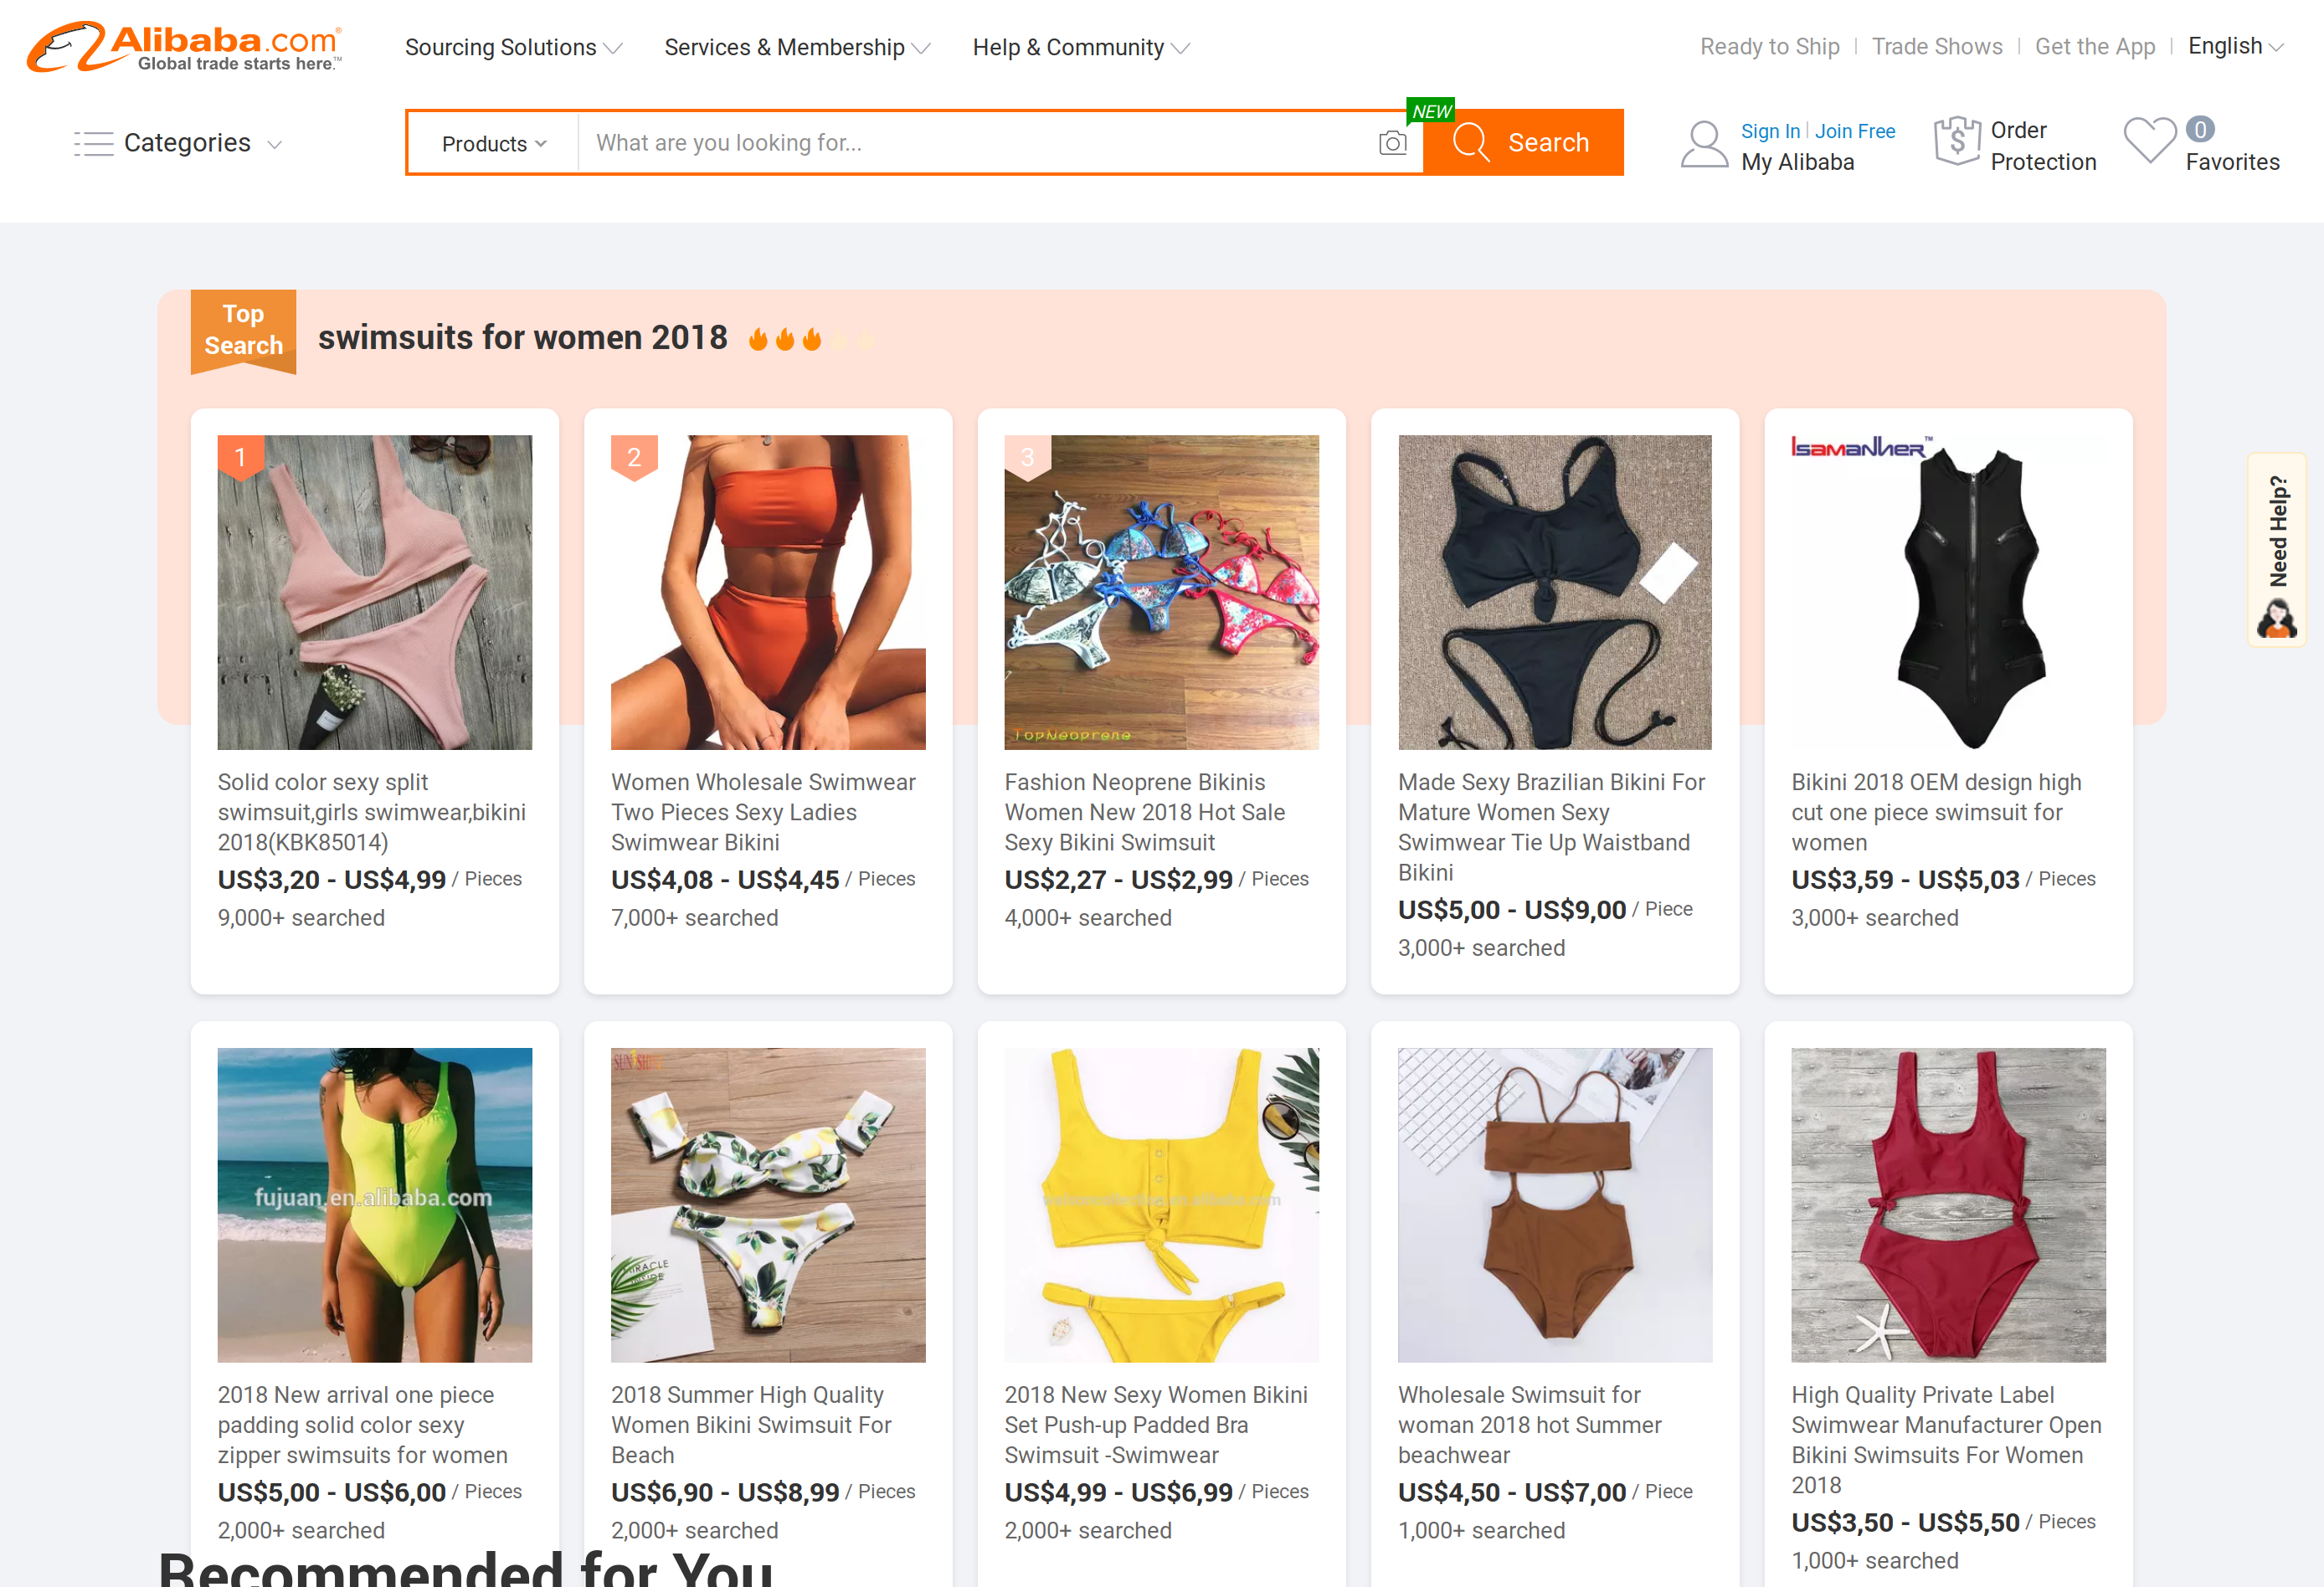 Alibaba.com
Global trade starts here.™
Sourcing Solutions
Services & Membership
Help & Community
Ready to Ship
Trade Shows
Get the App
English
Categories
Products
What are you looking for...
NEW
Search
Sign In
Join Free
My Alibaba
Order
Protection
0
Favorites
Top
Search
swimsuits for women 2018
1
2
3
TopNeoprene
Isamanher™
Need Help?
Solid color sexy split
swimsuit,girls swimwear,bikini
2018(KBK85014)
US$3,20 - US$4,99 / Pieces
9,000+ searched
Women Wholesale Swimwear
Two Pieces Sexy Ladies
Swimwear Bikini
US$4,08 - US$4,45 / Pieces
7,000+ searched
Fashion Neoprene Bikinis
Women New 2018 Hot Sale
Sexy Bikini Swimsuit
US$2,27 - US$2,99 / Pieces
4,000+ searched
Made Sexy Brazilian Bikini For
Mature Women Sexy
Swimwear Tie Up Waistband
Bikini
US$5,00 - US$9,00 / Piece
3,000+ searched
Bikini 2018 OEM design high
cut one piece swimsuit for
women
US$3,59 - US$5,03 / Pieces
3,000+ searched
fujuan.en.alibaba.com
MIRACLE
INSIDE
2018 New arrival one piece
padding solid color sexy
zipper swimsuits for women
US$5,00 - US$6,00 / Pieces
2,000+ searched
2018 Summer High Quality
Women Bikini Swimsuit For
Beach
US$6,90 - US$8,99 / Pieces
2,000+ searched
2018 New Sexy Women Bikini
Set Push-up Padded Bra
Swimsuit -Swimwear
US$4,99 - US$6,99 / Pieces
2,000+ searched
Wholesale Swimsuit for
woman 2018 hot Summer
beachwear
US$4,50 - US$7,00 / Piece
1,000+ searched
High Quality Private Label
Swimwear Manufacturer Open
Bikini Swimsuits For Women
2018
US$3,50 - US$5,50 / Pieces
1,000+ searched
Recommended for You